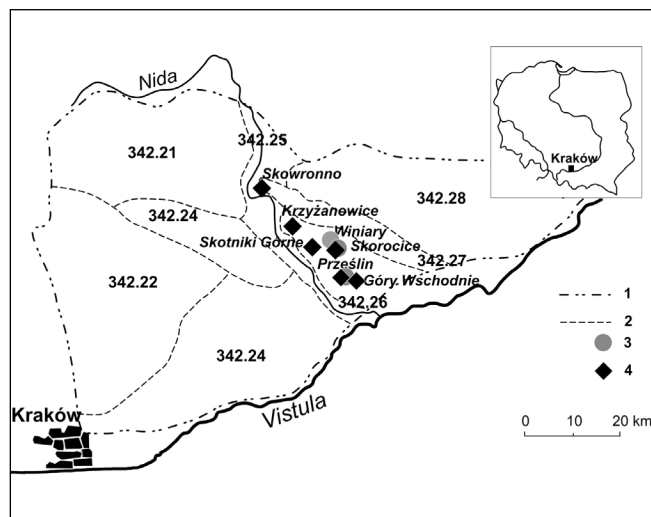 Nida
342.21
342.25
Kraków
Skowronno
342.28
342.24
Krzyżanowice
Winiary
Skotniki Górne
Skorocice
342.27
Prześlin
342.22
Góry Wschodnie
342.26
1
2
342.24
3
4
Kraków
Vistula
0 10 20 km